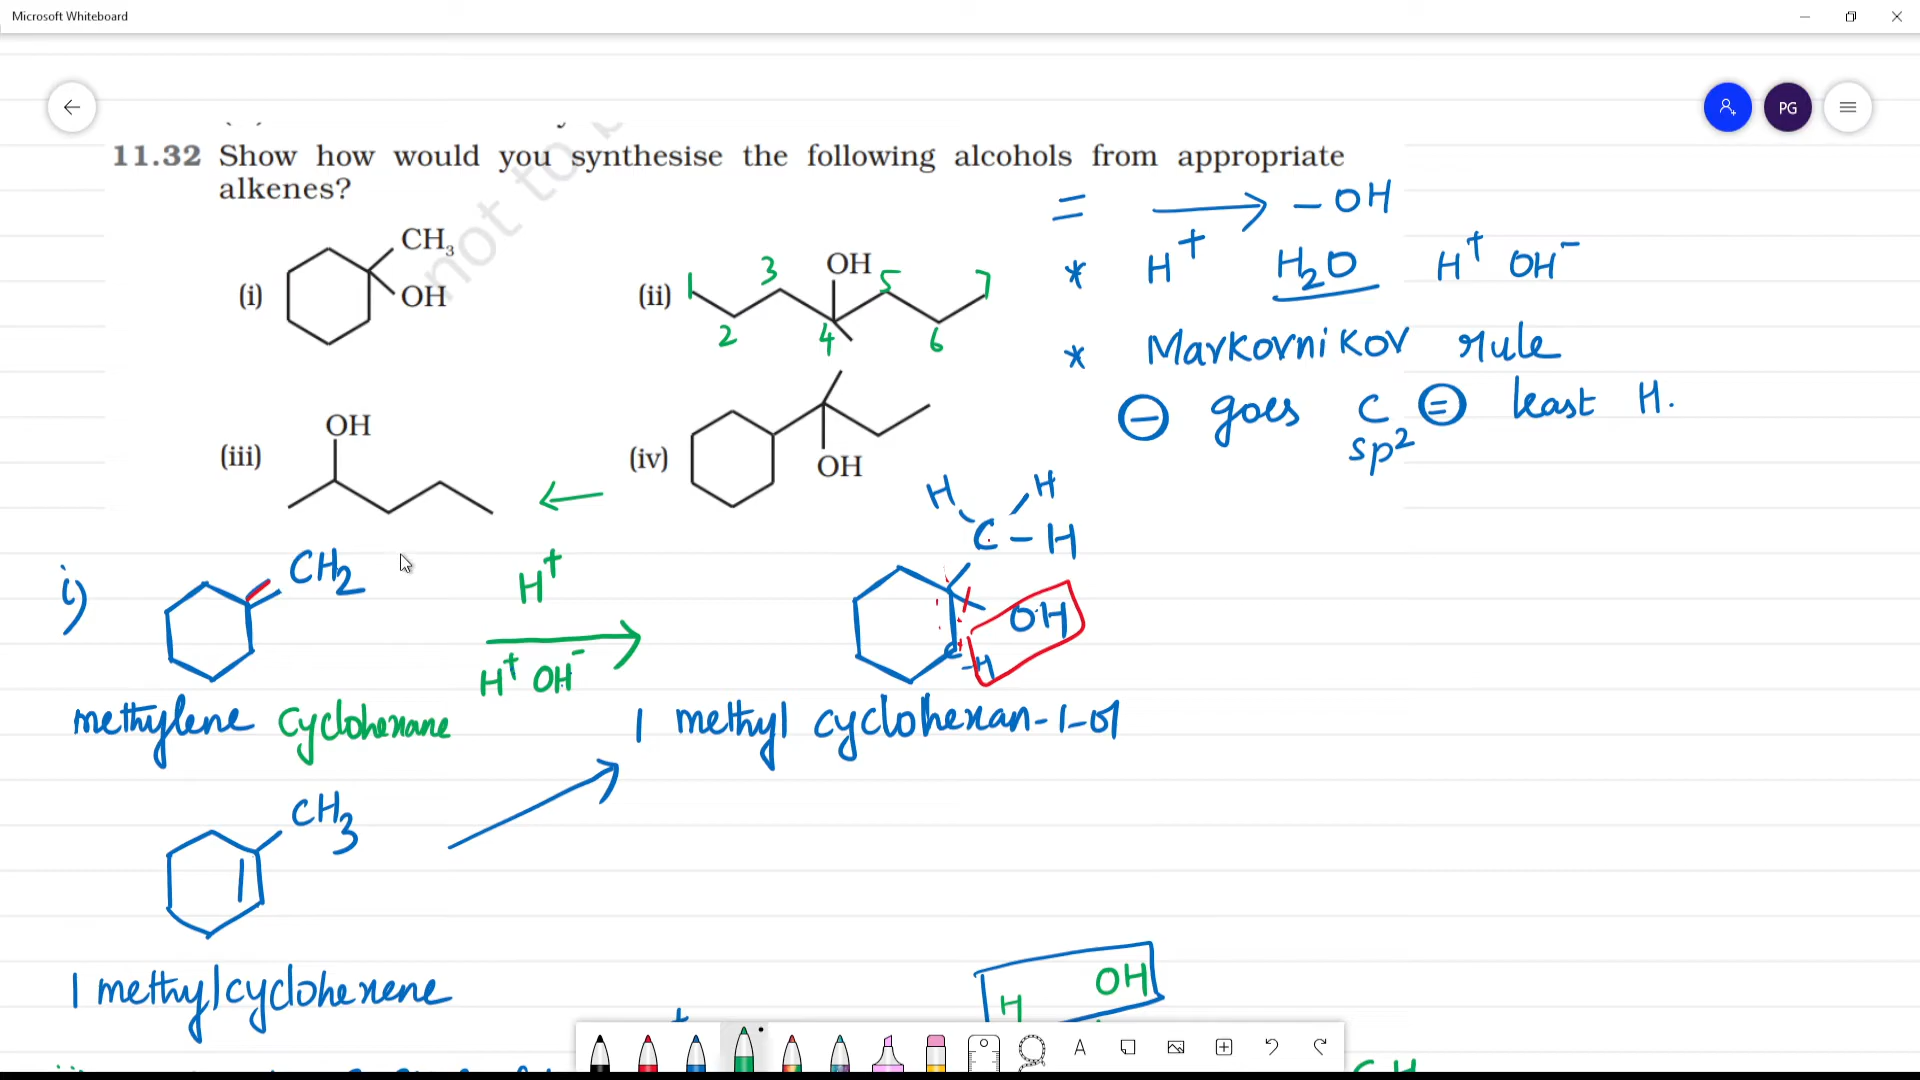 Microsoft Whiteboard
PG
11.32 Show how would you synthesise the following alcohols from appropriate
alkenes?
not to
= → – OH
* H⁺ H₂O H⁺ OH⁻
* Markovnikov rule
⊖ goes C = least H.
sp²
(i) CH₃
OH
(ii) OH
1 2 3 4 5 6 7
(iii) OH
(iv) OH
i) CH₂
H⁺
H⁺ OH⁻
H H
C – H
OH
C-H
methylene cyclohexane
1 methyl cyclohexan-1-ol
CH₃
1 methylcyclohexene
H OH
A